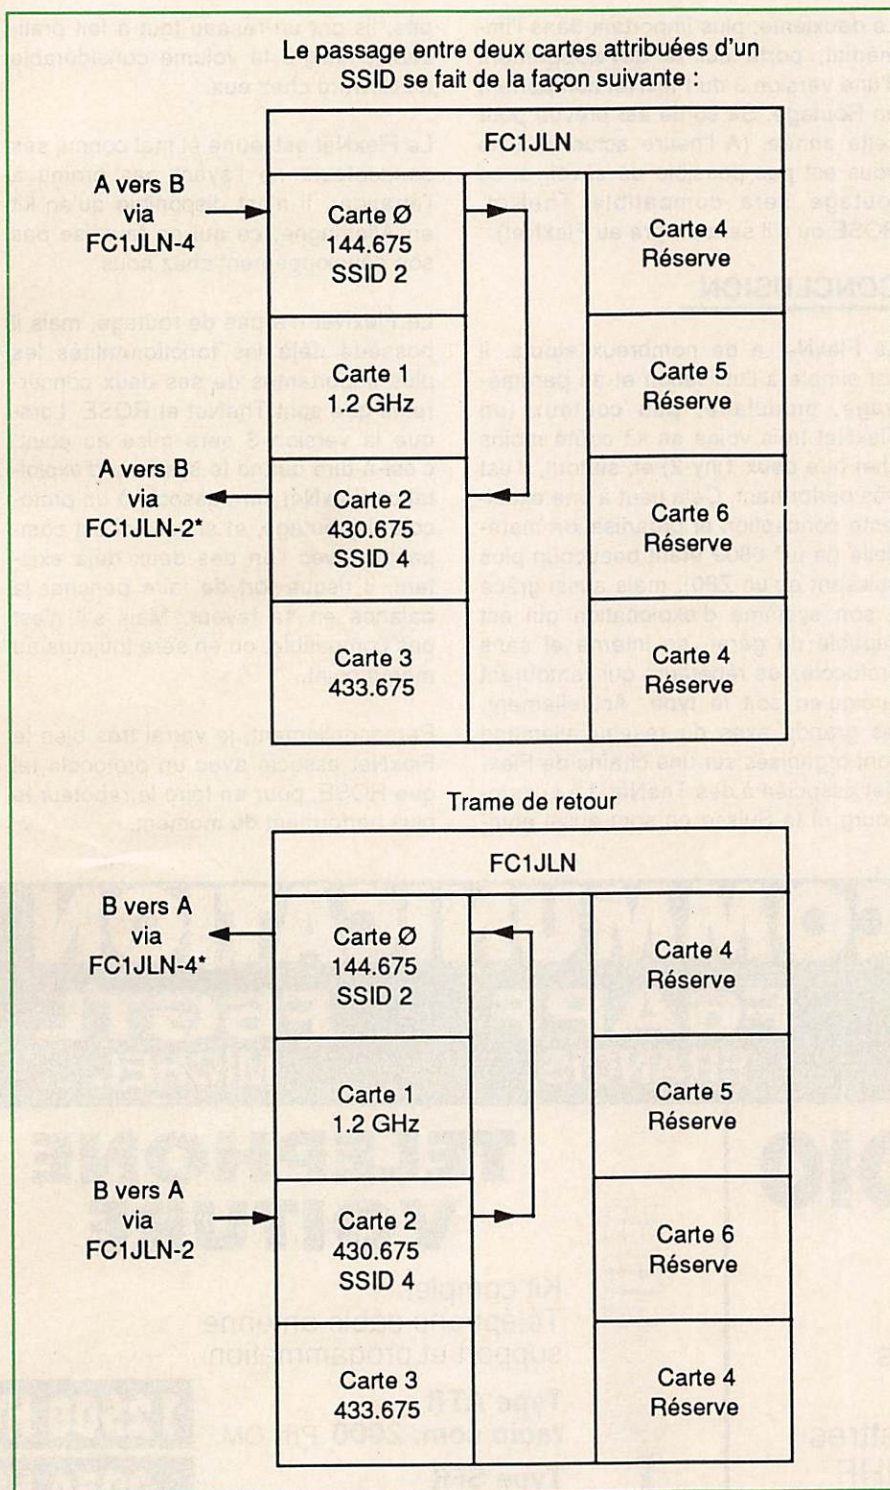 Le passage entre deux cartes attribuées d'un
SSID se fait de la façon suivante :
FC1JLN
A vers B
via
FC1JLN-4
Carte Ø
144.675
SSID 2
Carte 4
Réserve
Carte 1
1.2 GHz
Carte 5
Réserve
A vers B
via
FC1JLN-2*
Carte 2
430.675
SSID 4
Carte 6
Réserve
Carte 3
433.675
Carte 4
Réserve
Trame de retour
FC1JLN
B vers A
via
FC1JLN-4*
Carte Ø
144.675
SSID 2
Carte 4
Réserve
Carte 1
1.2 GHz
Carte 5
Réserve
B vers A
via
FC1JLN-2
Carte 2
430.675
SSID 4
Carte 6
Réserve
Carte 3
433.675
Carte 4
Réserve